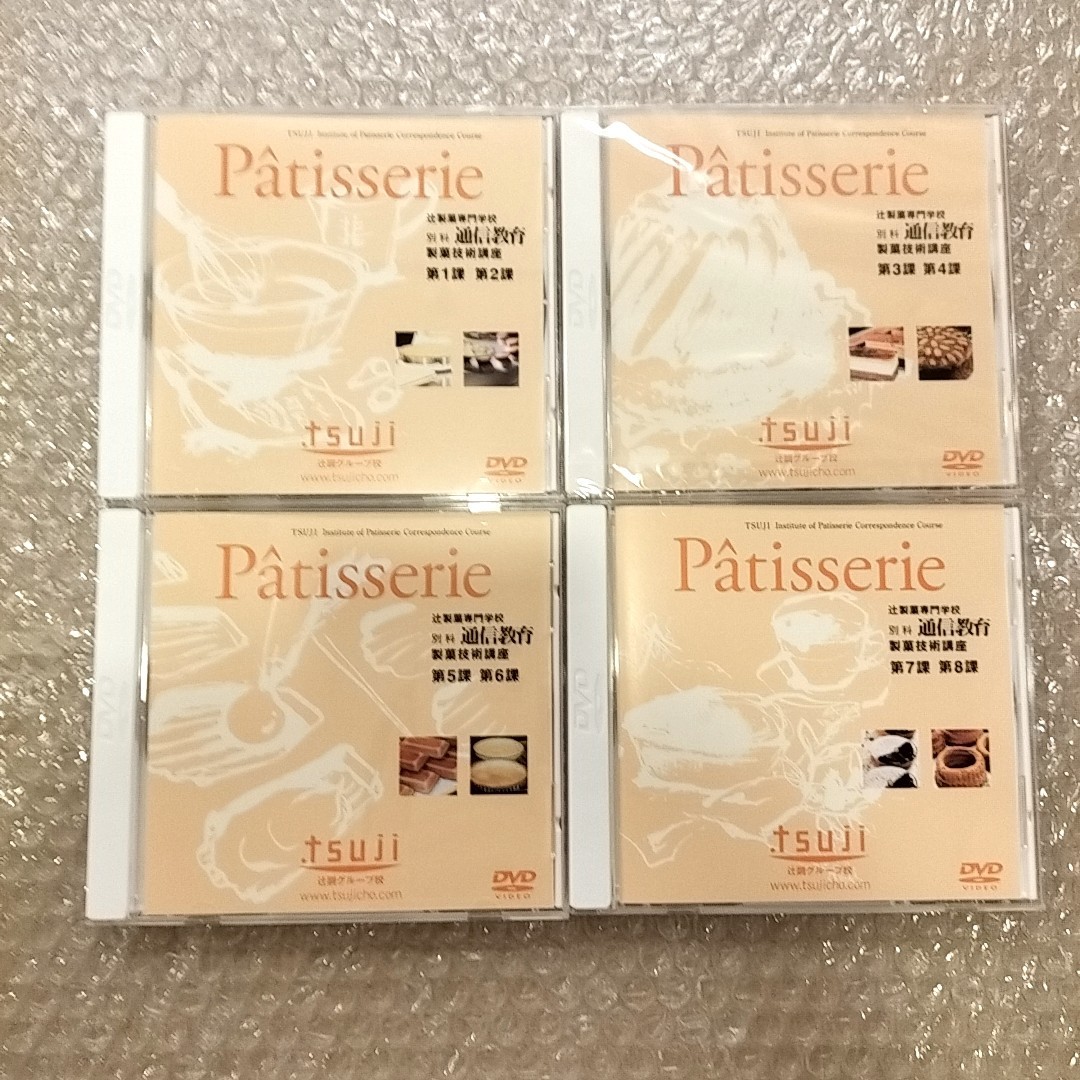 TSUJI Institute of Patisserie Correspondence Course
Pâtisserie
辻製菓専門学校
別科 通信教育
製菓技術講座
第1課 第2課
.tsuji
辻調グループ校
www.tsujicho.com
DVD
VIDEO
TSUJI Institute of Patisserie Correspondence Course
Pâtisserie
辻製菓専門学校
別科 通信教育
製菓技術講座
第3課 第4課
.tsuji
辻調グループ校
www.tsujicho.com
DVD
VIDEO
TSUJI Institute of Patisserie Correspondence Course
Pâtisserie
辻製菓専門学校
別科 通信教育
製菓技術講座
第5課 第6課
.tsuji
辻調グループ校
www.tsujicho.com
DVD
VIDEO
TSUJI Institute of Patisserie Correspondence Course
Pâtisserie
辻製菓専門学校
別科 通信教育
製菓技術講座
第7課 第8課
.tsuji
辻調グループ校
www.tsujicho.com
DVD
VIDEO